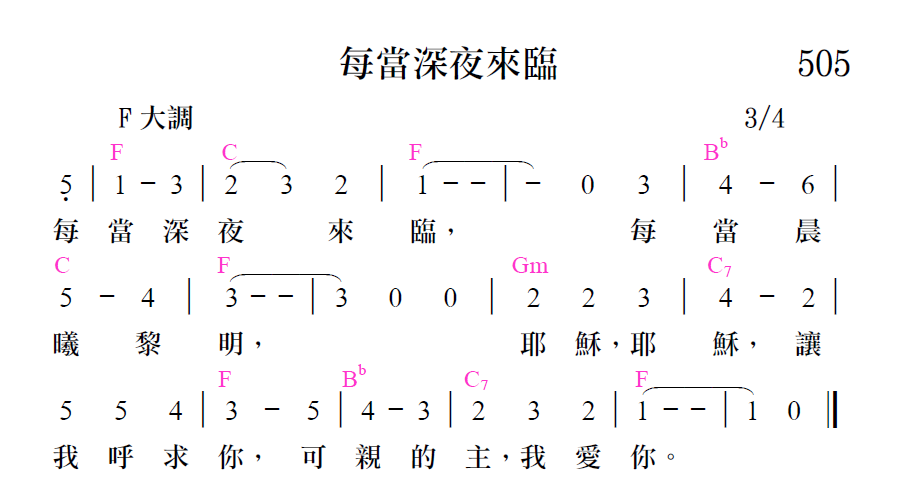 每當深夜來臨 505
F大調 3/4
F C F Bb
5 | 1 - 3 | 2 3 2 | 1 - - | - 0 3 | 4 - 6 |
每當深夜 來 臨， 每當晨
C F Gm C7
5 - 4 | 3 - - | 3 0 0 | 2 2 3 | 4 - 2 |
曦 黎 明， 耶穌，耶 穌，讓
F Bb C7 F
5 5 4 | 3 - 5 | 4 - 3 | 2 3 2 | 1 - - | 1 0 ||
我呼求你，可親的主，我愛你。